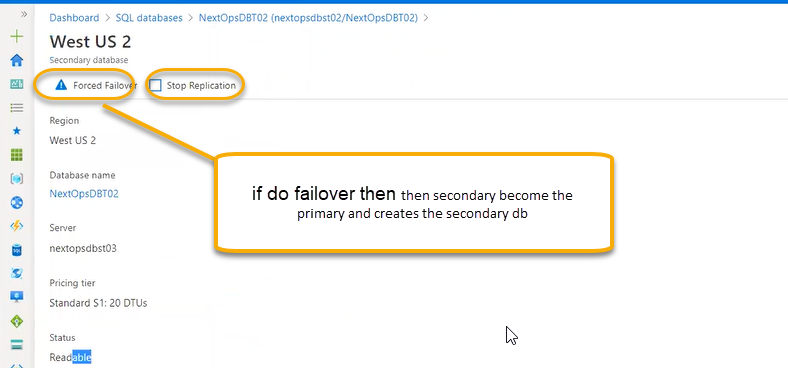 Dashboard > SQL databases > NextOpsDBT02 (nextopsdbst02/NextOpsDBT02) >
West US 2
Secondary database
Forced Failover Stop Replication
Region
West US 2
Database name
NextOpsDBT02
Server
nextopsdbst03
Pricing tier
Standard S1: 20 DTUs
Status
Readable
if do failover then then secondary become the
primary and creates the secondary db